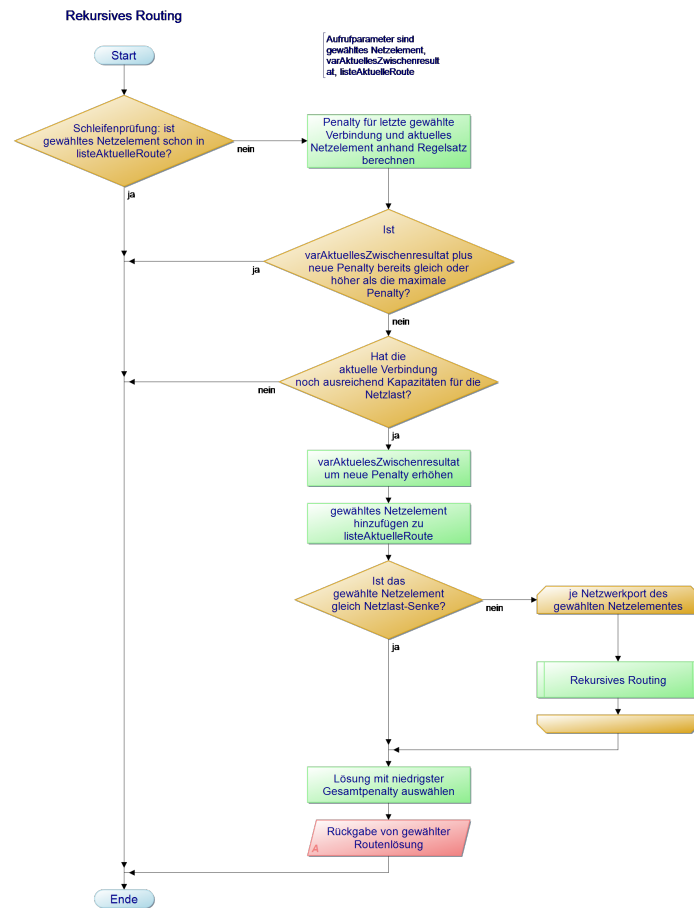 Rekursives Routing
Start
Aufrufparameter sind
gewähltes Netzelement,
varAktuellesZwischenresult
at, listeAktuelleRoute
Schleifenprüfung: ist
gewähltes Netzelement schon in
listeAktuelleRoute?
nein
ja
Penalty für letzte gewählte
Verbindung und aktuelles
Netzelement anhand Regelsatz
berechnen
Ist
varAktuellesZwischenresultat plus
neue Penalty bereits gleich oder
höher als die maximale
Penalty?
ja
nein
Hat die
aktuelle Verbindung
noch ausreichend Kapazitäten für die
Netzlast?
nein
ja
varAktuelesZwischenresultat
um neue Penalty erhöhen
gewähltes Netzelement
hinzufügen zu
listeAktuelleRoute
Ist das
gewählte Netzelement
gleich Netzlast-Senke?
nein
ja
je Netzwerkport des
gewählten Netzelementes
Rekursives Routing
Lösung mit niedrigster
Gesamtpenalty auswählen
Rückgabe von gewählter
Routenlösung
A
Ende